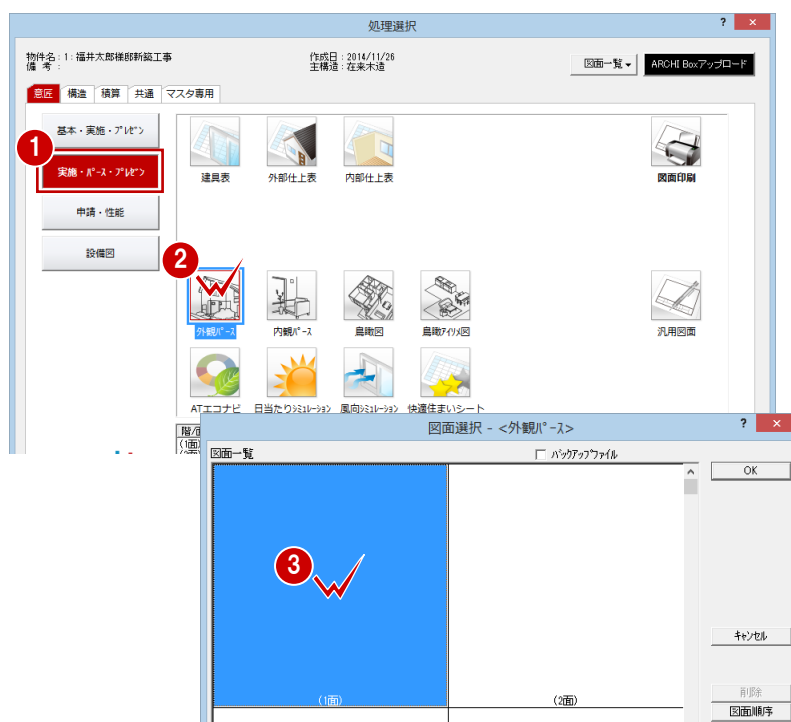 処理選択
? ×
物件名:1:福井太郎様邸新築工事
備 考:
作成日:2014/11/26
主構造:在来木造
図面一覧
ARCHI Boxアップロード
意匠 構造 積算 共通 マスタ専用
1
基本・実施・ﾌﾟﾚｾﾞﾝ
実施・ﾊﾟｰｽ・ﾌﾟﾚｾﾞﾝ
申請・性能
設備図
建具表 外部仕上表 内部仕上表 図面印刷
2
外観ﾊﾟｰｽ 内観ﾊﾟｰｽ 鳥瞰図 鳥瞰ｱｲｿﾒ図 汎用図面
ATエコナビ 日当たりｼﾐｭﾚｰｼｮﾝ 風向ｼﾐｭﾚｰｼｮﾝ 快適住まいシート
階/面
(1面)
図面選択 - <外観ﾊﾟｰｽ>
? ×
図面一覧
ﾊﾞｯｸｱｯﾌﾟﾌｧｲﾙ
OK
3
ｷｬﾝｾﾙ
削除
図面順序
(1面) (2面)